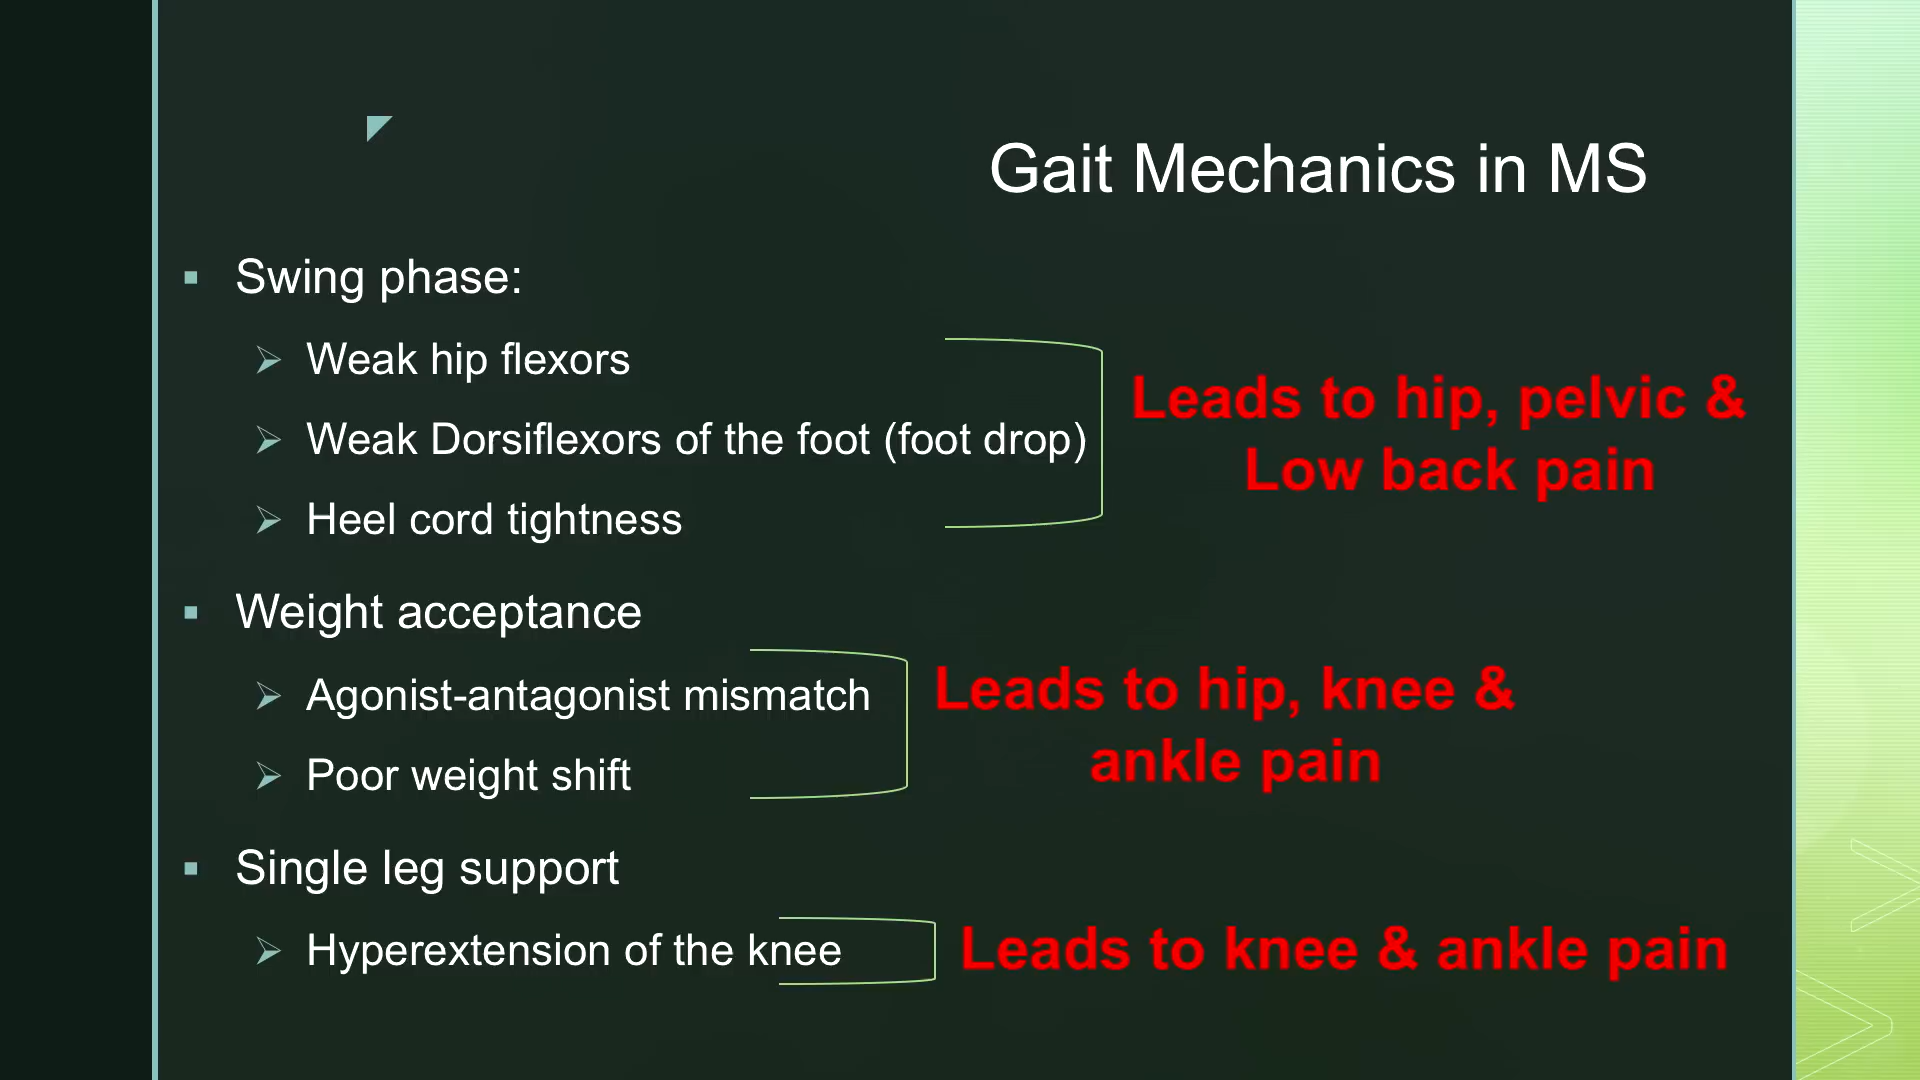 Gait Mechanics in MS
Swing phase:
Weak hip flexors
Weak Dorsiflexors of the foot (foot drop)
Heel cord tightness
Leads to hip, pelvic &
Low back pain
Weight acceptance
Agonist-antagonist mismatch
Poor weight shift
Leads to hip, knee &
ankle pain
Single leg support
Hyperextension of the knee
Leads to knee & ankle pain